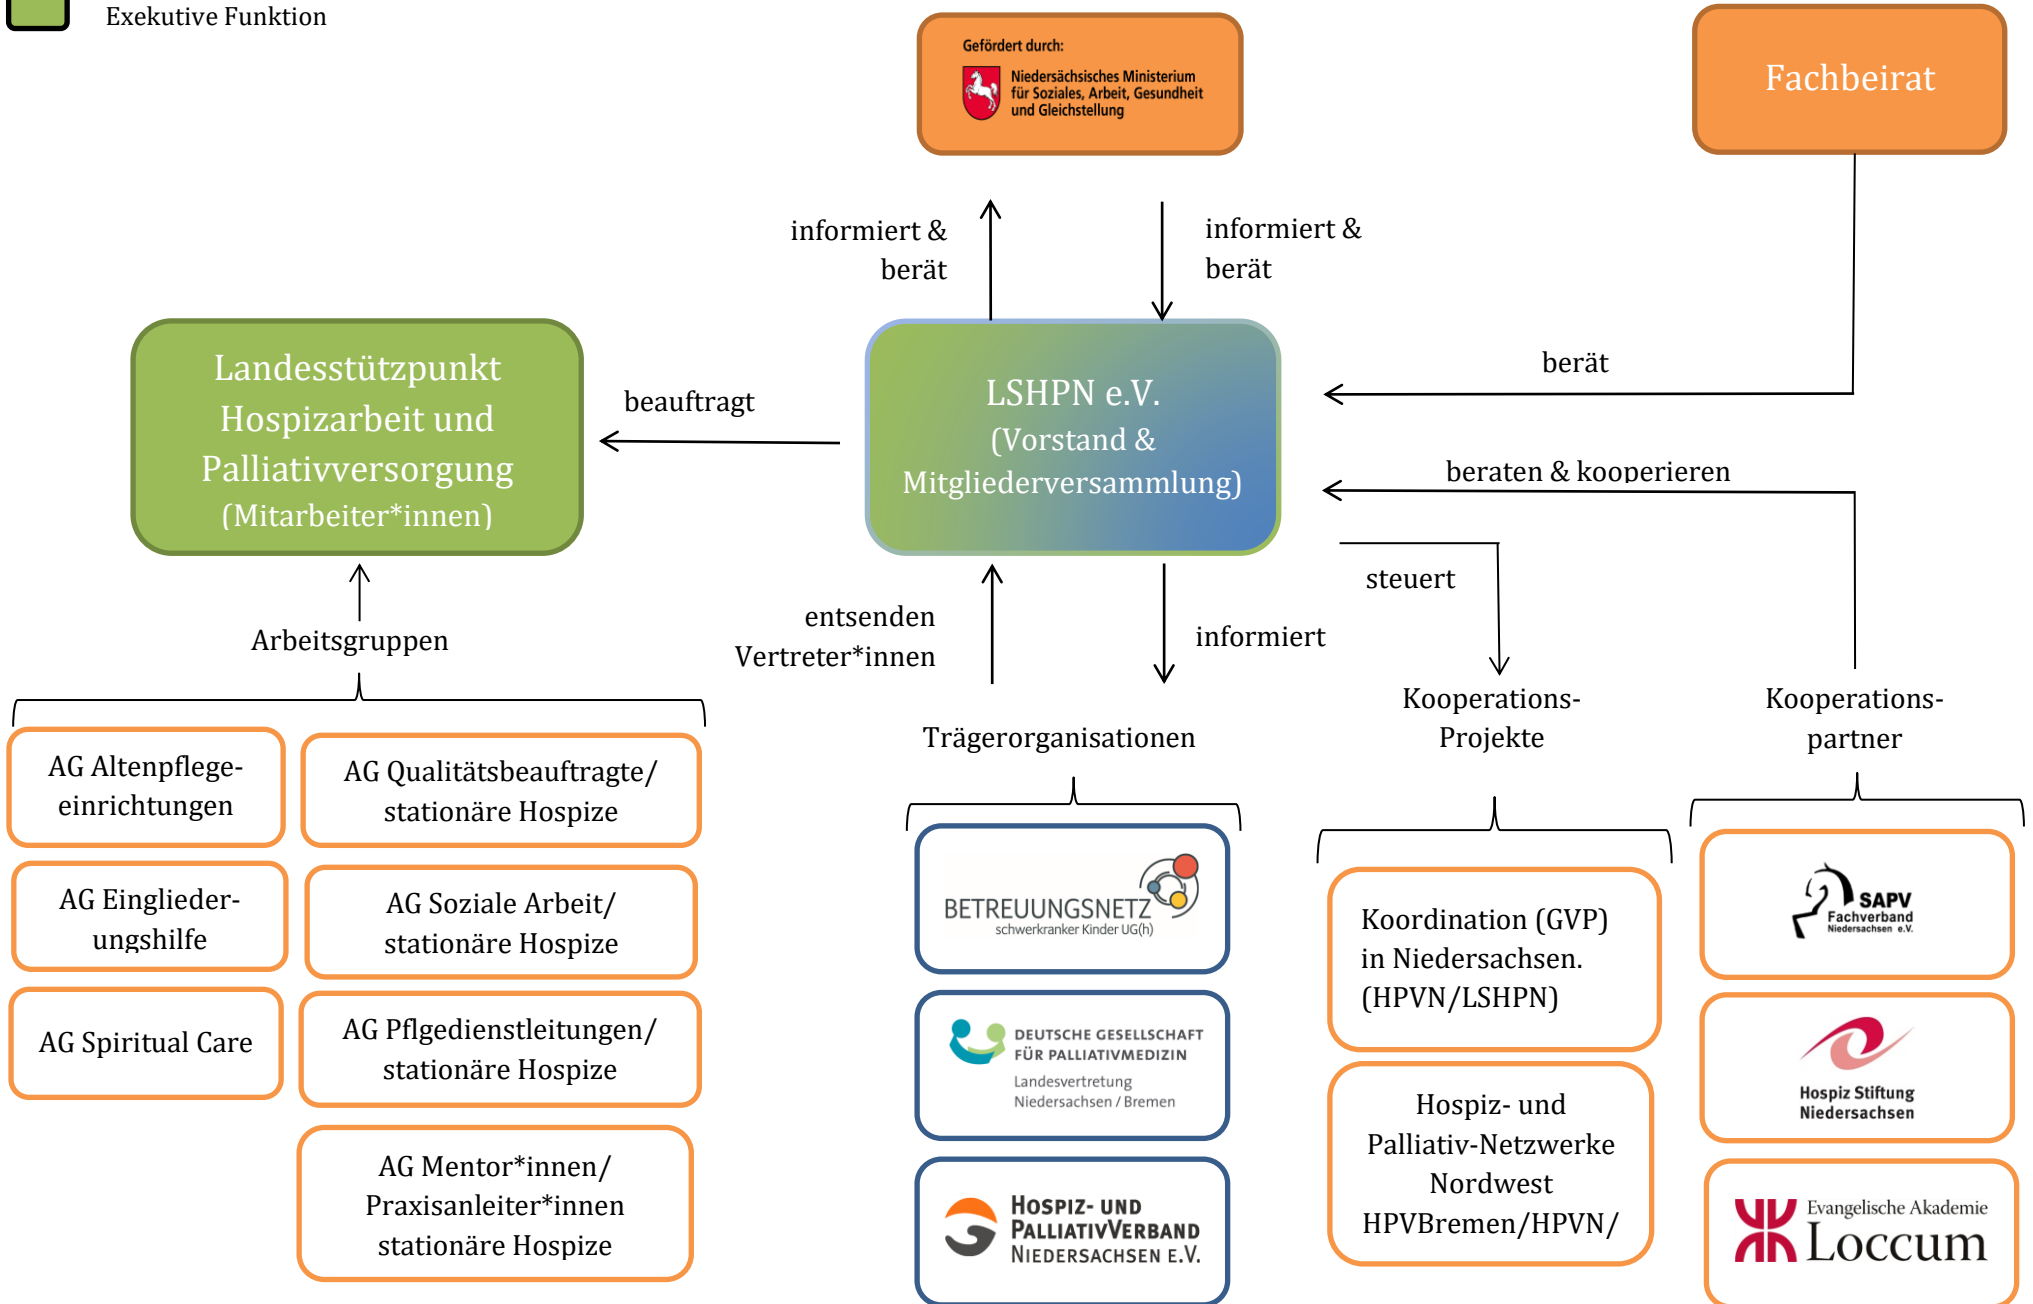 Exekutive Funktion
Gefördert durch:
Niedersächsisches Ministerium
für Soziales, Arbeit, Gesundheit
und Gleichstellung
Fachbeirat
informiert &
berät
informiert &
berät
Landesstützpunkt
Hospizarbeit und
Palliativversorgung
(Mitarbeiter*innen)
beauftragt
LSHPN e.V.
(Vorstand &
Mitgliederversammlung)
berät
beraten & kooperieren
steuert
entsenden
Vertreter*innen
informiert
Arbeitsgruppen
AG Altenpflege-
einrichtungen
AG Qualitätsbeauftragte/
stationäre Hospize
AG Einglieder-
ungshilfe
AG Soziale Arbeit/
stationäre Hospize
AG Spiritual Care
AG Pflgedienstleitungen/
stationäre Hospize
AG Mentor*innen/
Praxisanleiter*innen
stationäre Hospize
Trägerorganisationen
BETREUUNGSNETZ
schwerkranker Kinder UG(h)
DEUTSCHE GESELLSCHAFT
FÜR PALLIATIVMEDIZIN
Landesvertretung
Niedersachsen / Bremen
HOSPIZ- UND
PALLIATIVVERBAND
NIEDERSACHSEN E.V.
Kooperations-
Projekte
Koordination (GVP)
in Niedersachsen.
(HPVN/LSHPN)
Hospiz- und
Palliativ-Netzwerke
Nordwest
HPVBremen/HPVN/
Kooperations-
partner
SAPV
Fachverband
Niedersachsen e.V.
Hospiz Stiftung
Niedersachsen
Evangelische Akademie
Loccum